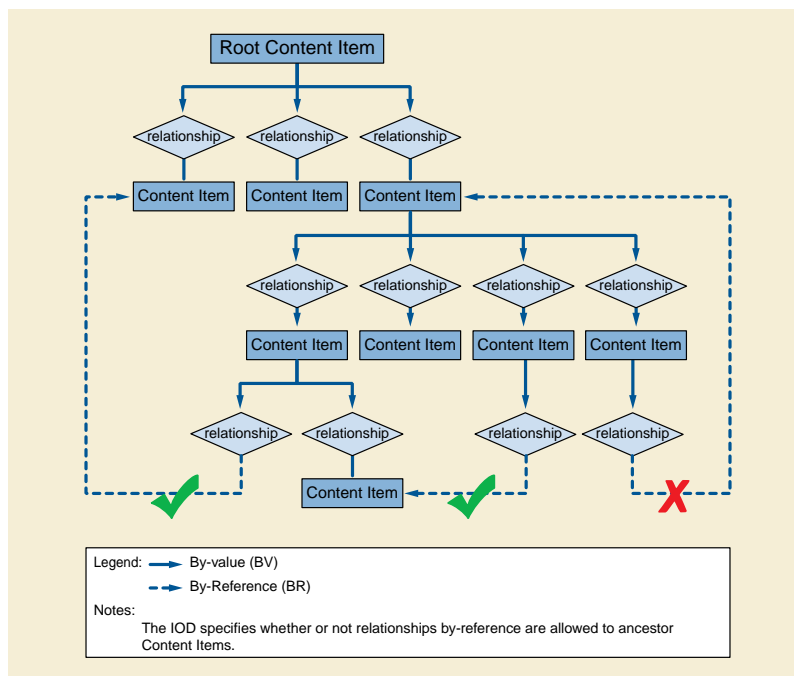 Root Content Item
relationship relationship relationship
Content Item Content Item Content Item
relationship relationship relationship relationship
Content Item Content Item Content Item Content Item
relationship relationship relationship relationship
Content Item
X
Legend: By-value (BV)
By-Reference (BR)
Notes:
The IOD specifies whether or not relationships by-reference are allowed to ancestor
Content Items.